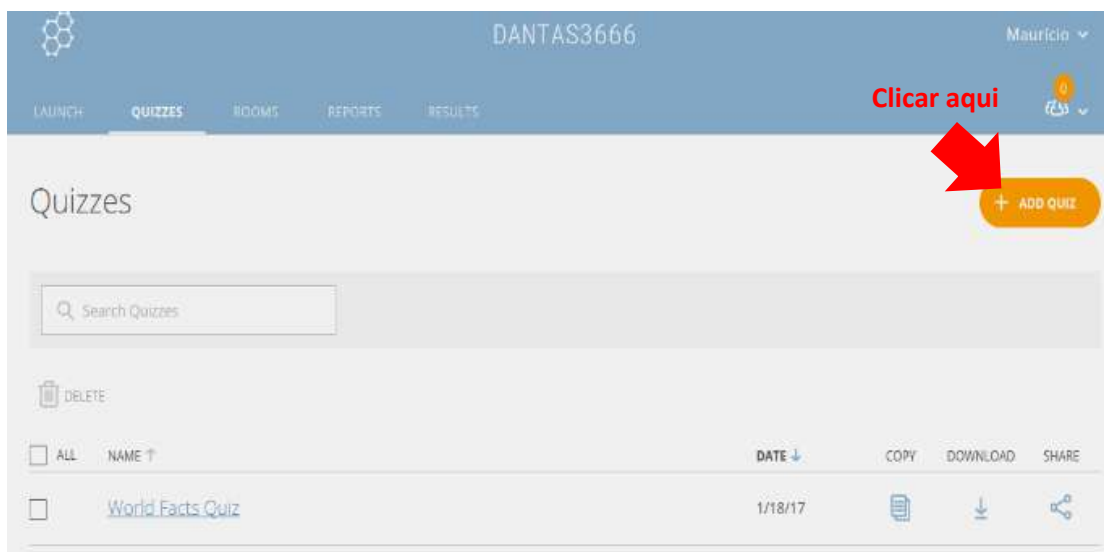 DANTAS3666
Maurício
LAUNCH QUIZZES ROOMS REPORTS RESULTS
Clicar aqui
0
Quizzes
+ ADD QUIZ
Search Quizzes
DELETE
ALL NAME ↑ DATE ↓ COPY DOWNLOAD SHARE
World Facts Quiz 1/18/17